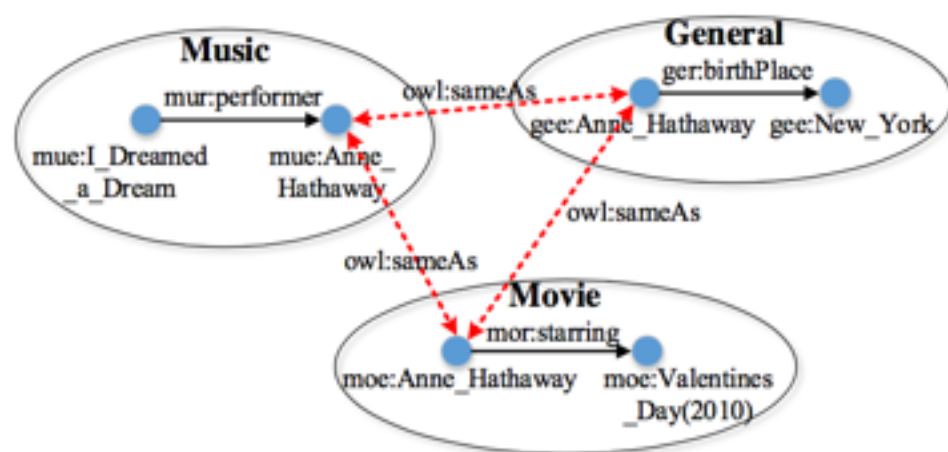 Music
mur:performer
mue:I_Dreamed
_a_Dream
mue:Anne_
Hathaway
owl:sameAs
General
ger:birthPlace
gee:Anne_Hathaway
gee:New_York
owl:sameAs
owl:sameAs
Movie
mor:starring
moe:Anne_Hathaway
moe:Valentines
_Day(2010)